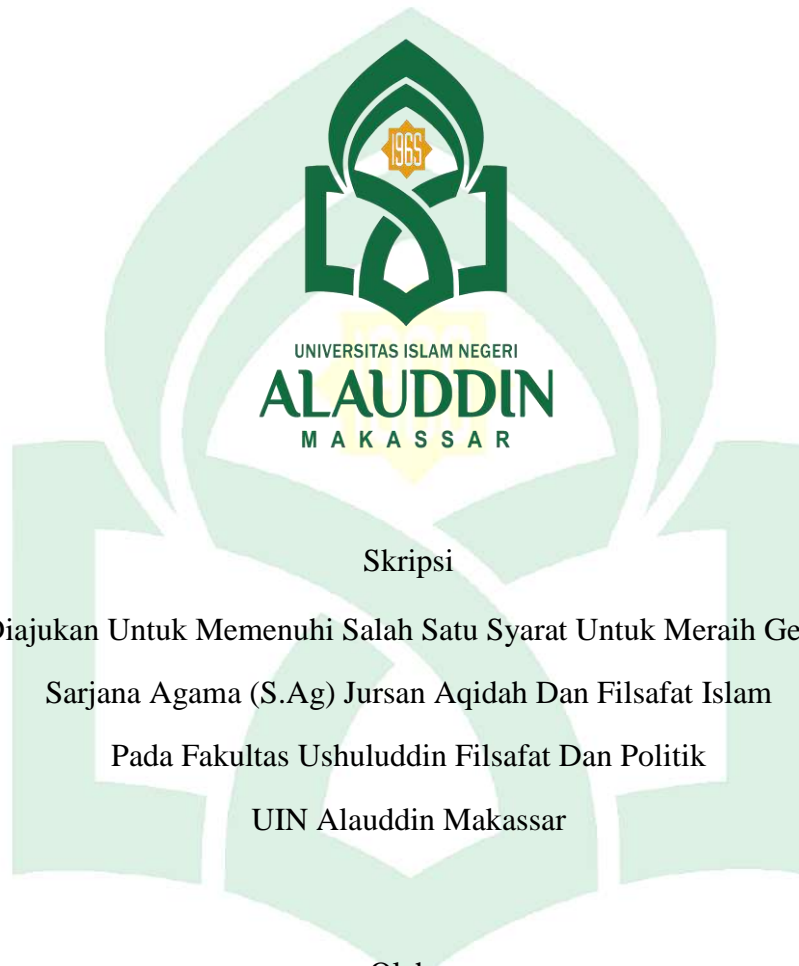 1965
UNIVERSITAS ISLAM NEGERI
ALAUDDIN
MAKASSAR
Skripsi
Diajukan Untuk Memenuhi Salah Satu Syarat Untuk Meraih Ge
Sarjana Agama (S.Ag) Jursan Aqidah Dan Filsafat Islam
Pada Fakultas Ushuluddin Filsafat Dan Politik
UIN Alauddin Makassar